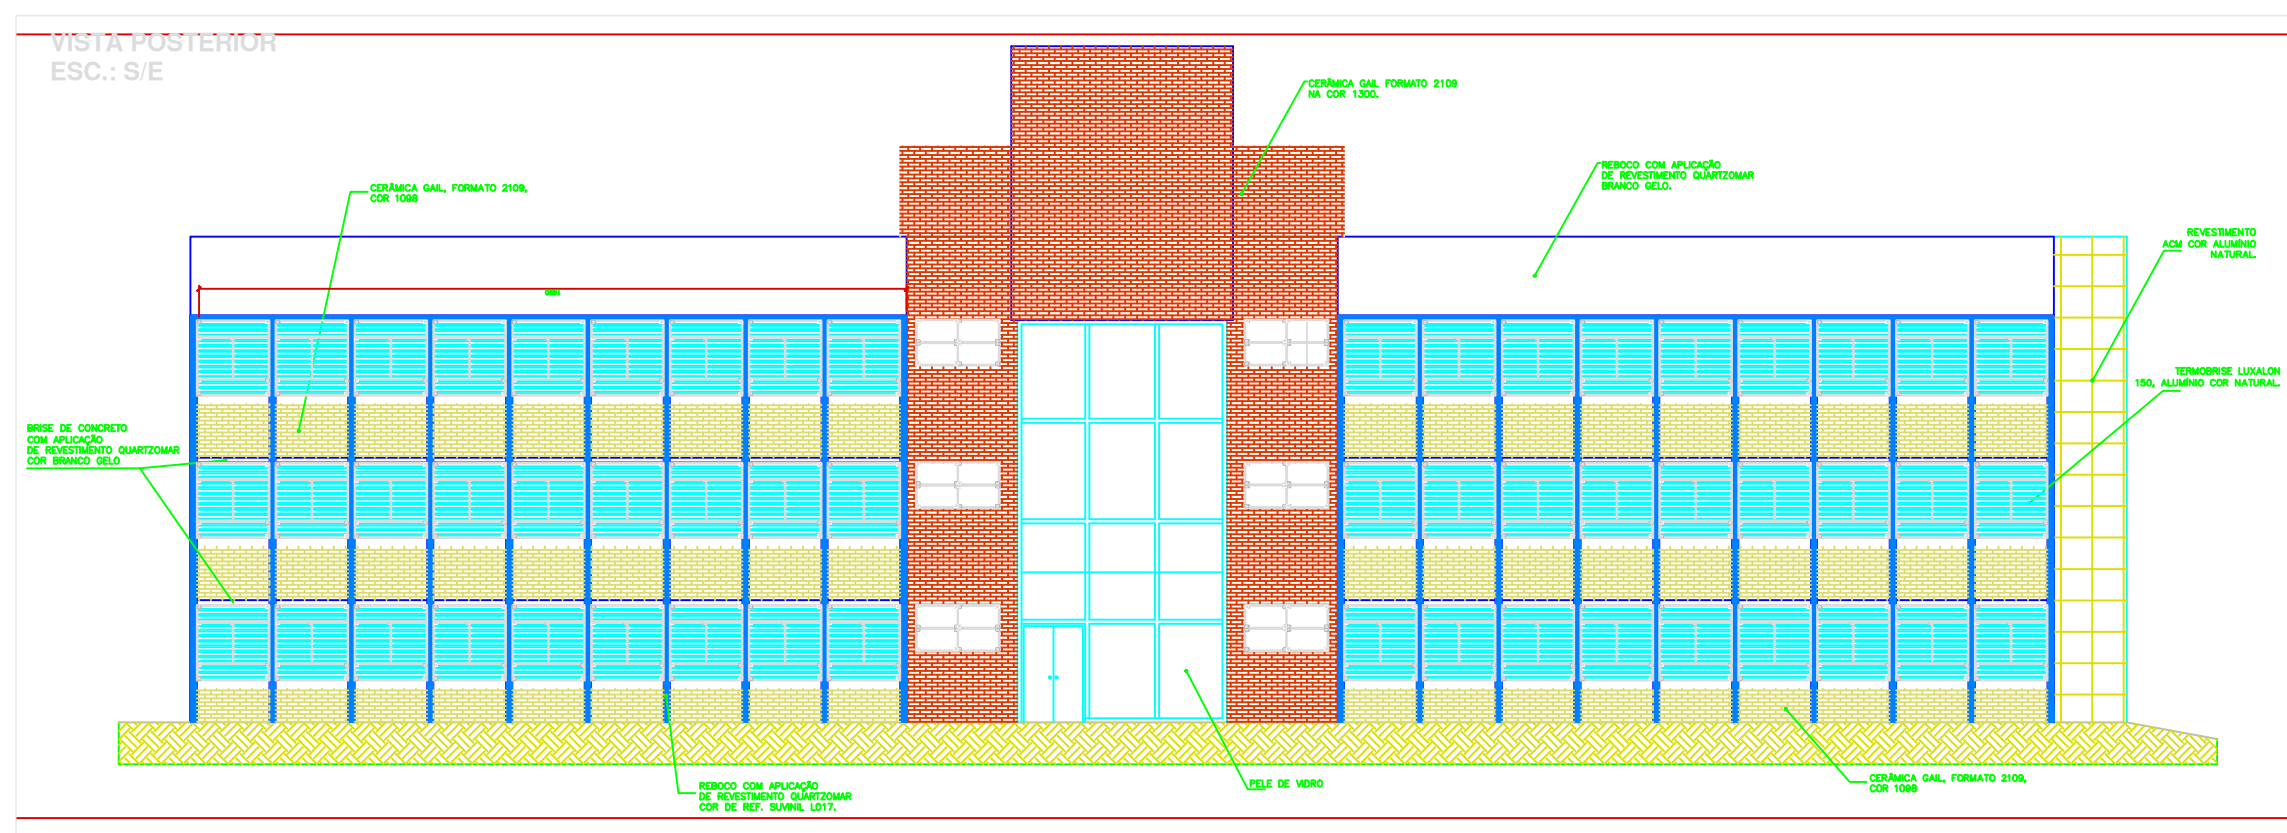 VISTA POSTERIOR
ESC.: S/E
CERÂMICA GAIL FORMATO 2109
NA COR 1300.
REBOCO COM APLICAÇÃO
DE REVESTIMENTO QUARTZOMAR
BRANCO GELO.
CERÂMICA GAIL, FORMATO 2109,
COR 1098
REVESTIMENTO
ACM COR ALUMÍNIO
NATURAL.
TERMOBRISE LUXALON
150, ALUMÍNIO COR NATURAL.
BRISE DE CONCRETO
COM APLICAÇÃO
DE REVESTIMENTO QUARTZOMAR
COR BRANCO GELO
REBOCO COM APLICAÇÃO
DE REVESTIMENTO QUARTZOMAR
COR DE REF. SUVINIL L017.
PELE DE VIDRO
CERÂMICA GAIL, FORMATO 2109,
COR 1098